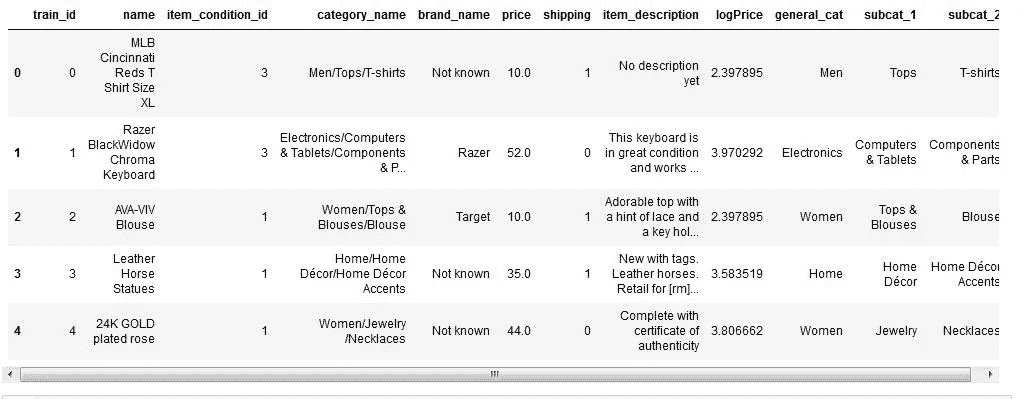 train_id name item_condition_id category_name brand_name price shipping item_description logPrice general_cat subcat_1 subcat_2
MLB
Cincinnati
Reds T
Shirt Size
XL
0 0 3 Men/Tops/T-shirts Not known 10.0 1 No description
yet 2.397895 Men Tops T-shirts
Razer
BlackWidow
Chroma
Keyboard
1 1 3 Electronics/Computers
& Tablets/Components
& P... Razer 52.0 0 This keyboard is
in great condition
and works ... 3.970292 Electronics Computers
& Tablets Components
& Parts
2 2 AVA-VIV
Blouse 1 Women/Tops &
Blouses/Blouse Target 10.0 1 Adorable top with
a hint of lace and
a key hol... 2.397895 Women Tops &
Blouses Blouse
3 3 Leather
Horse
Statues 1 Home/Home
Décor/Home Décor
Accents Not known 35.0 1 New with tags.
Leather horses.
Retail for [rm]... 3.583519 Home Home
Décor Home Décor
Accents
4 4 24K GOLD
plated rose 1 Women/Jewelry
/Necklaces Not known 44.0 0 Complete with
certificate of
authenticity 3.806662 Women Jewelry Necklaces